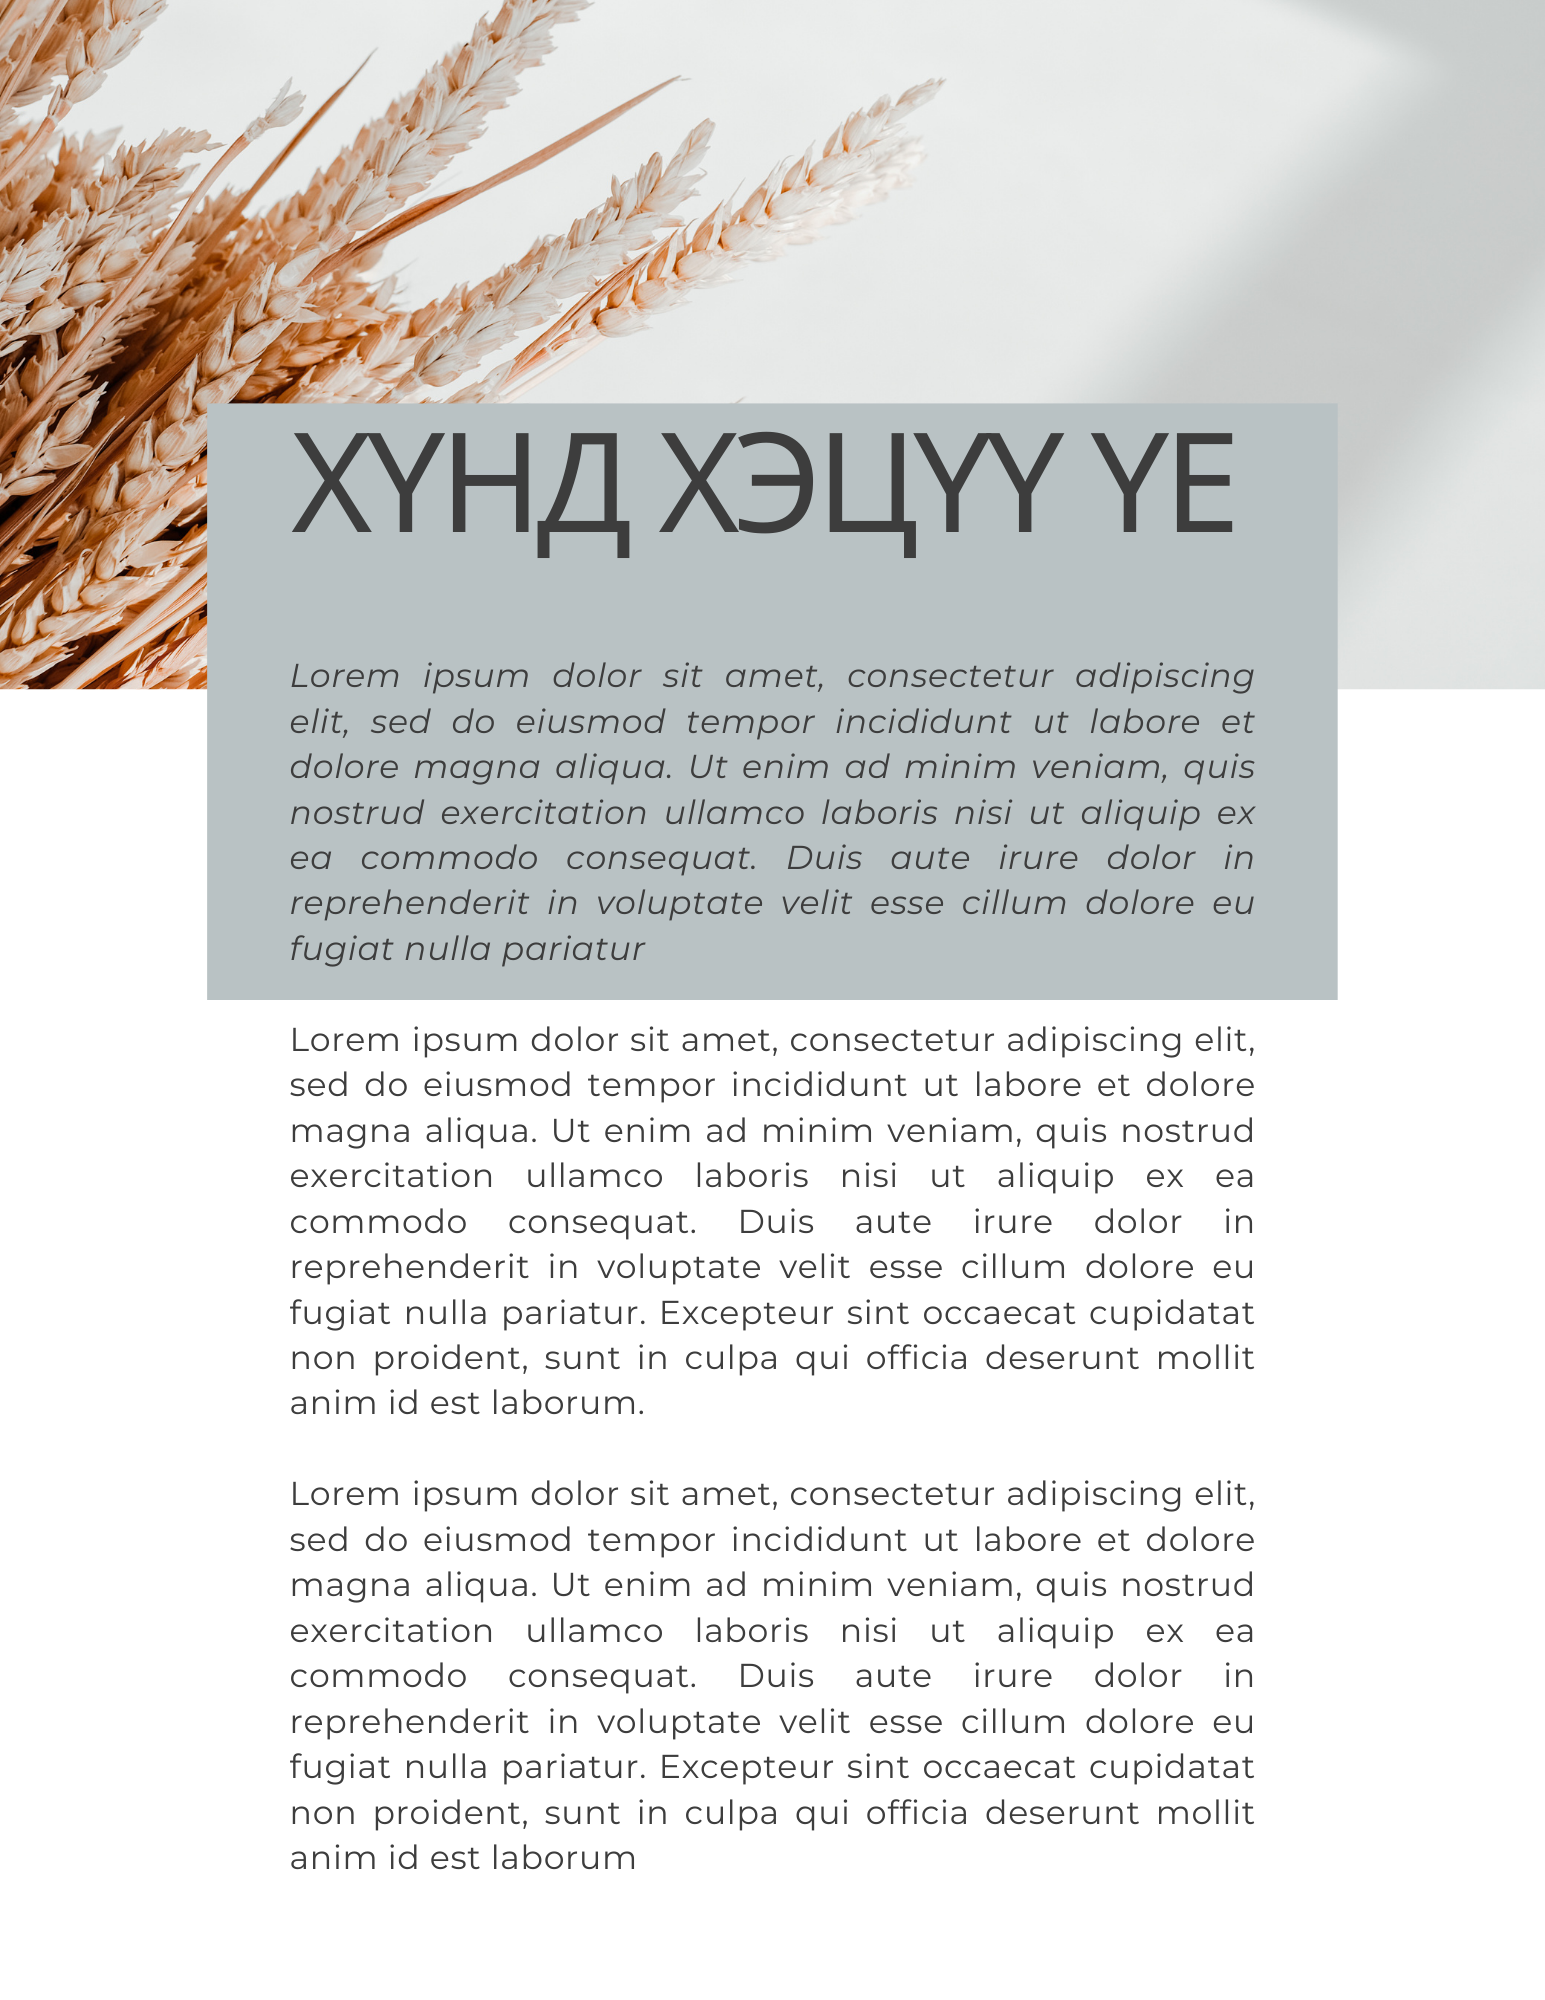 ХҮНД ХЭЦҮҮ ҮЕ
Lorem ipsum dolor sit amet, consectetur adipiscing
elit, sed do eiusmod tempor incididunt ut labore et
dolore magna aliqua. Ut enim ad minim veniam, quis
nostrud exercitation ullamco laboris nisi ut aliquip ex
ea commodo consequat. Duis aute irure dolor in
reprehenderit in voluptate velit esse cillum dolore eu
fugiat nulla pariatur
Lorem ipsum dolor sit amet, consectetur adipiscing elit,
sed do eiusmod tempor incididunt ut labore et dolore
magna aliqua. Ut enim ad minim veniam, quis nostrud
exercitation ullamco laboris nisi ut aliquip ex ea
commodo consequat. Duis aute irure dolor in
reprehenderit in voluptate velit esse cillum dolore eu
fugiat nulla pariatur. Excepteur sint occaecat cupidatat
non proident, sunt in culpa qui officia deserunt mollit
anim id est laborum.
Lorem ipsum dolor sit amet, consectetur adipiscing elit,
sed do eiusmod tempor incididunt ut labore et dolore
magna aliqua. Ut enim ad minim veniam, quis nostrud
exercitation ullamco laboris nisi ut aliquip ex ea
commodo consequat. Duis aute irure dolor in
reprehenderit in voluptate velit esse cillum dolore eu
fugiat nulla pariatur. Excepteur sint occaecat cupidatat
non proident, sunt in culpa qui officia deserunt mollit
anim id est laborum